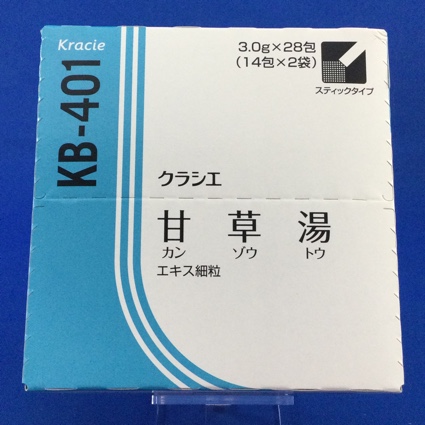 Kracie
KB-401
3.0g×28包
(14包×2袋)
スティックタイプ
クラシエ
甘草湯
カン ゾウ トウ
エキス細粒